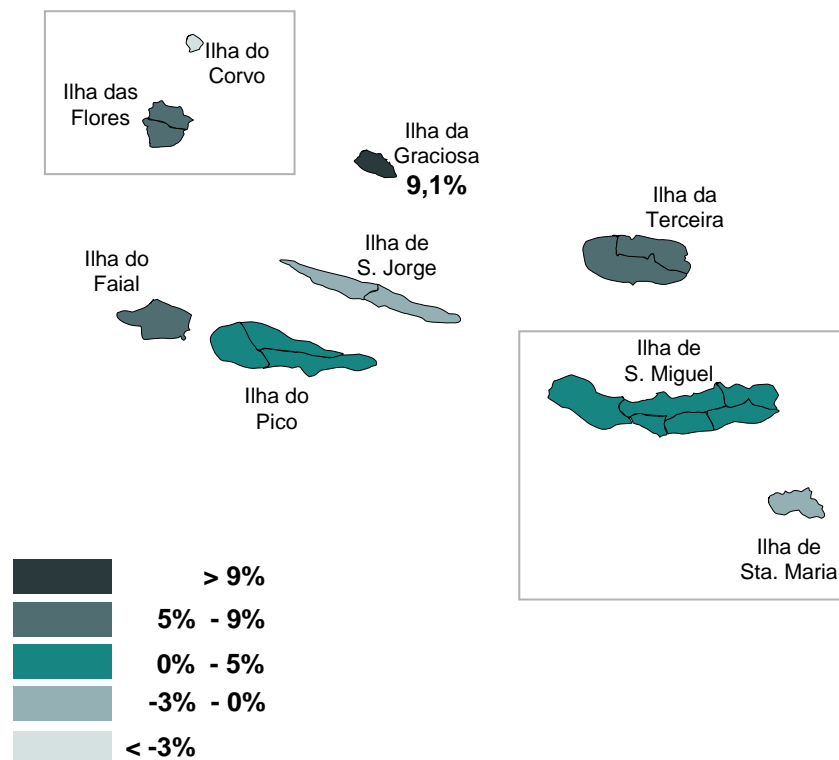 Ilha do
Corvo
Ilha das
Flores
Ilha da
Graciosa
9,1%
Ilha da
Terceira
Ilha de
S. Jorge
Ilha do
Faial
Ilha do
Pico
Ilha de
S. Miguel
Ilha de
Sta. Maria
> 9%
5% - 9%
0% - 5%
-3% - 0%
< -3%